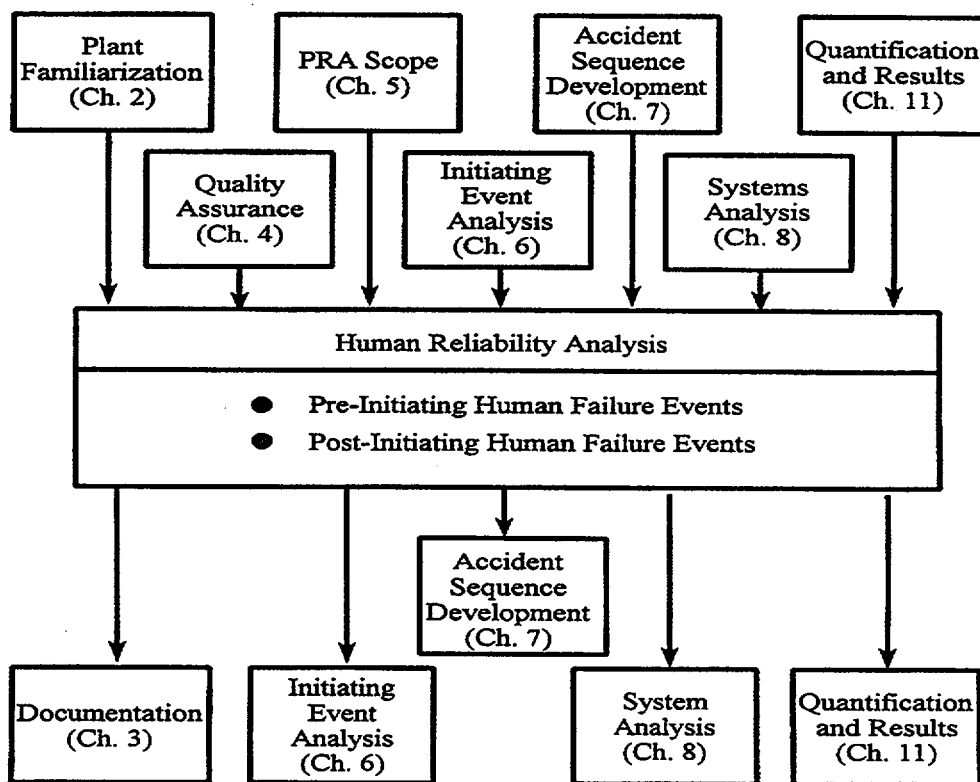 Plant
Familiarization
(Ch. 2)
PRA Scope
(Ch. 5)
Accident
Sequence
Development
(Ch. 7)
Quantification
and Results
(Ch. 11)
Quality
Assurance
(Ch. 4)
Initiating
Event
Analysis
(Ch. 6)
Systems
Analysis
(Ch. 8)
Human Reliability Analysis
● Pre-Initiating Human Failure Events
● Post-Initiating Human Failure Events
Accident
Sequence
Development
(Ch. 7)
Documentation
(Ch. 3)
Initiating
Event
Analysis
(Ch. 6)
System
Analysis
(Ch. 8)
Quantification
and Results
(Ch. 11)